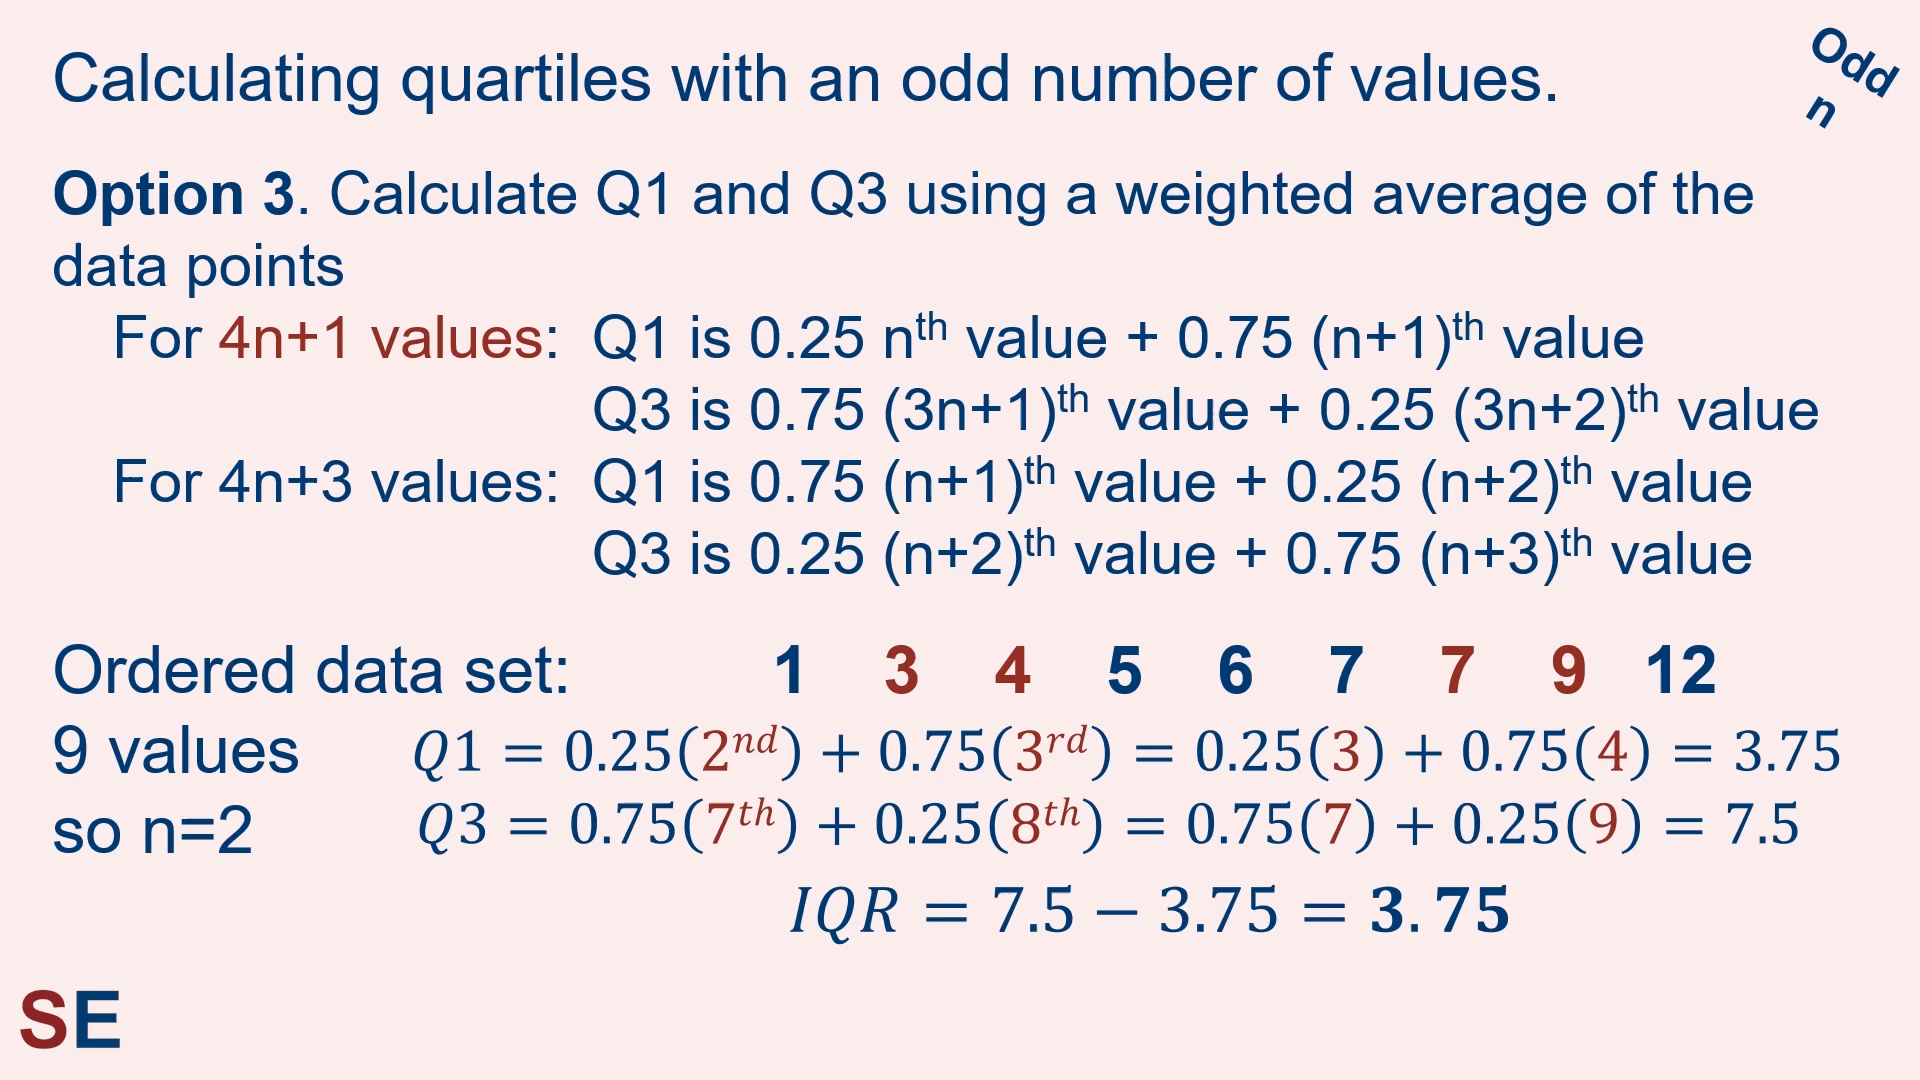 Calculating quartiles with an odd number of values.
Odd
n
Option 3. Calculate Q1 and Q3 using a weighted average of the
data points
For 4n+1 values: Q1 is 0.25 nᵗʰ value + 0.75 (n+1)ᵗʰ value
Q3 is 0.75 (3n+1)ᵗʰ value + 0.25 (3n+2)ᵗʰ value
For 4n+3 values: Q1 is 0.75 (n+1)ᵗʰ value + 0.25 (n+2)ᵗʰ value
Q3 is 0.25 (n+2)ᵗʰ value + 0.75 (n+3)ᵗʰ value
Ordered data set: 1 3 4 5 6 7 7 9 12
9 values Q1 = 0.25(2ⁿᵈ) + 0.75(3ʳᵈ) = 0.25(3) + 0.75(4) = 3.75
so n=2 Q3 = 0.75(7ᵗʰ) + 0.25(8ᵗʰ) = 0.75(7) + 0.25(9) = 7.5
IQR = 7.5 − 3.75 = 3.75
SE